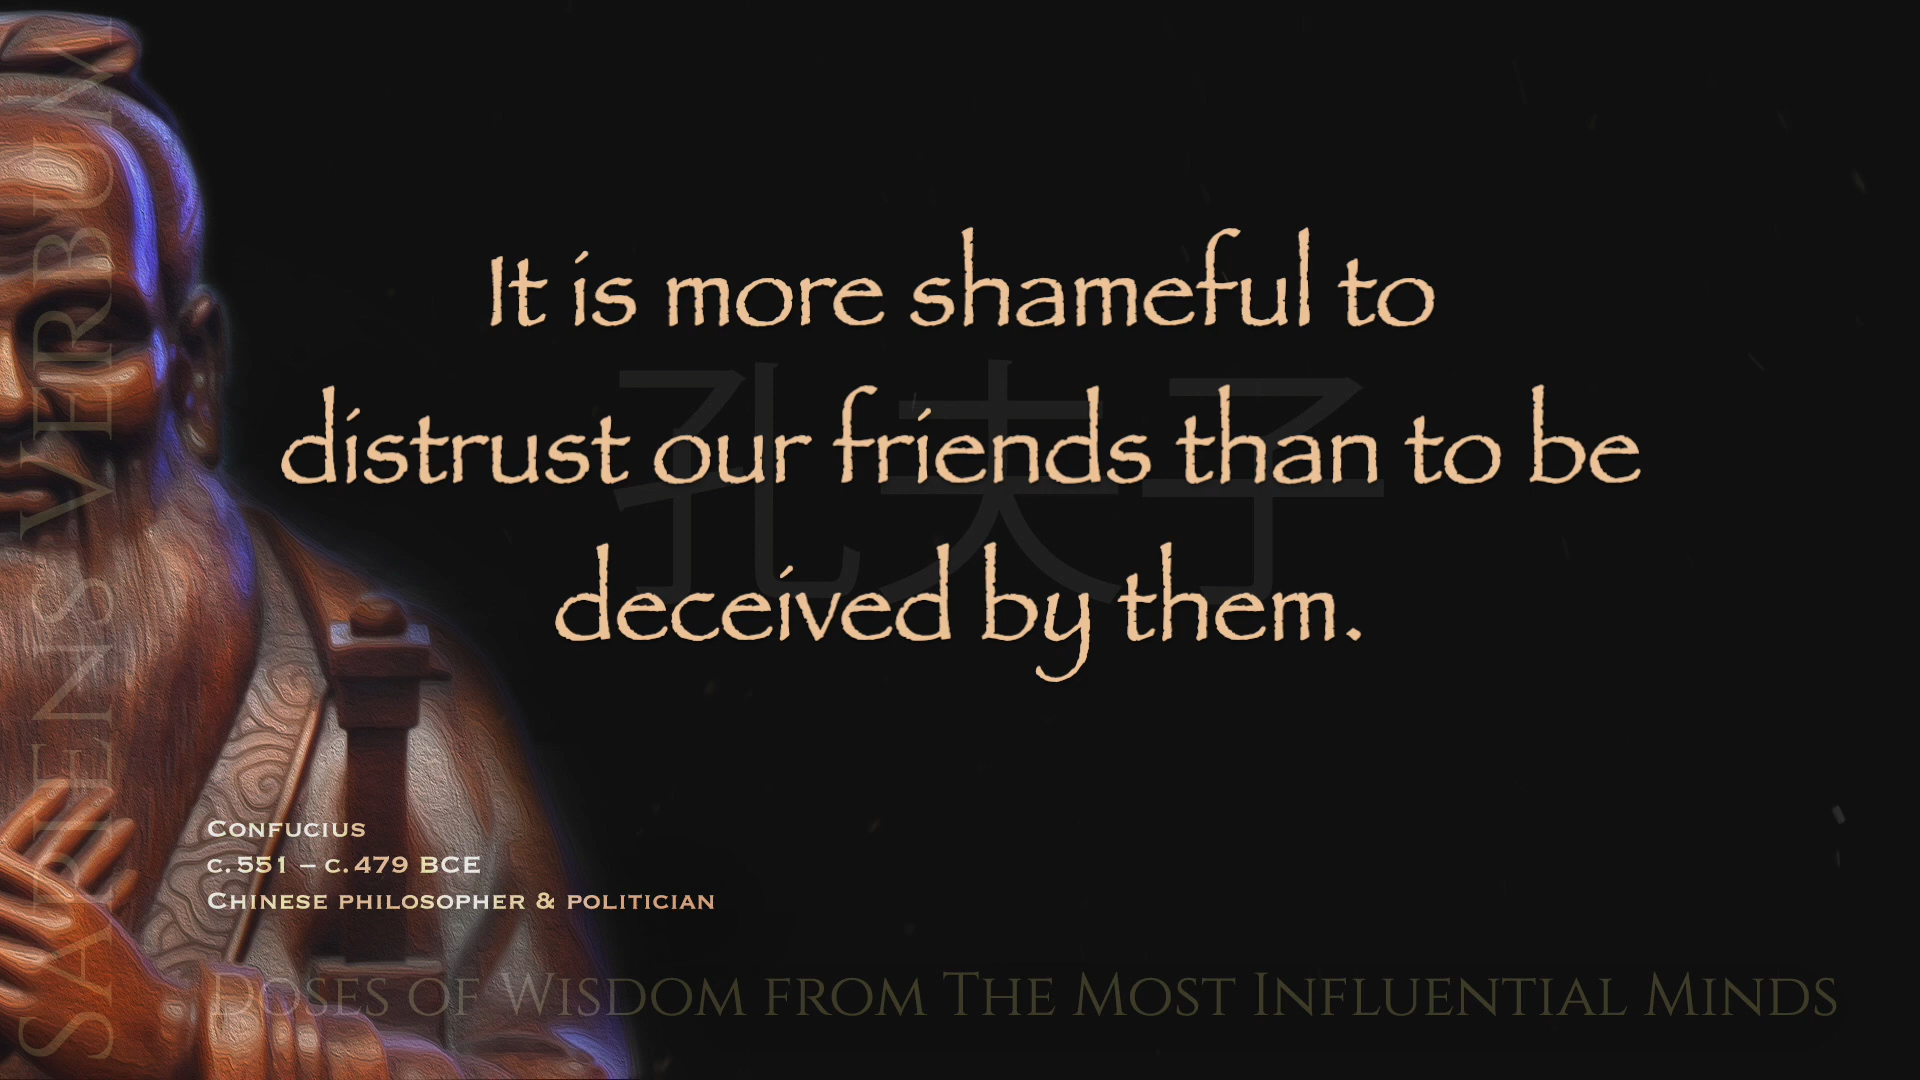 It is more shameful to
distrust our friends than to be
deceived by them.
孔夫子
Confucius
c. 551 – c. 479 BCE
Chinese philosopher & politician
Doses of Wisdom from The Most Influential Minds
Sapiens Verbum